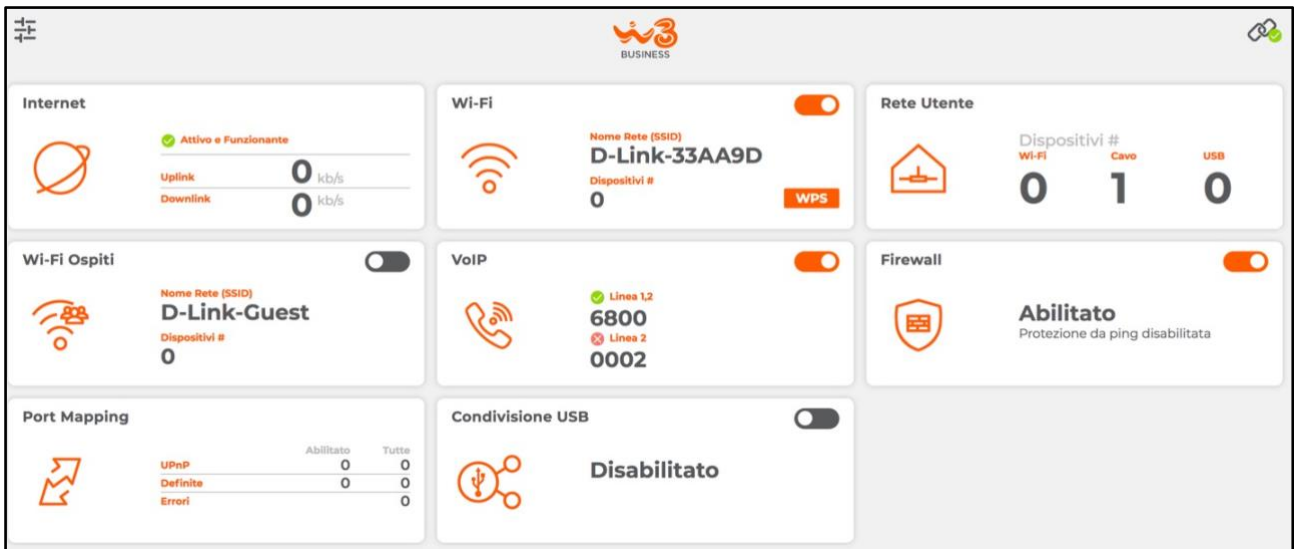 W3
BUSINESS
Internet
Attivo e Funzionante
Uplink 0 kb/s
Downlink 0 kb/s
Wi-Fi
Nome Rete (SSID)
D-Link-33AA9D
Dispositivi #
0 WPS
Rete Utente
Dispositivi #
Wi-Fi Cavo USB
0 1 0
Wi-Fi Ospiti
Nome Rete (SSID)
D-Link-Guest
Dispositivi #
0
VoIP
Linea 1,2
6800
Linea 2
0002
Firewall
Abilitato
Protezione da ping disabilitata
Port Mapping
Abilitato Tutte
UPnP 0 0
Definite 0 0
Errori 0
Condivisione USB
Disabilitato